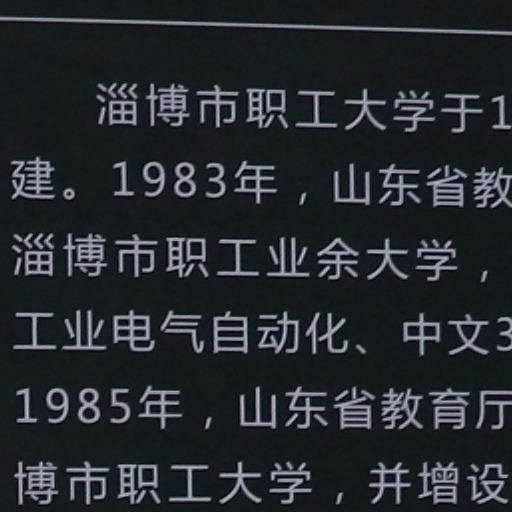 淄博市职工大学于1
建。1983年，山东省教
淄博市职工业余大学，
工业电气自动化、中文3
1985年，山东省教育厅
博市职工大学，并增设